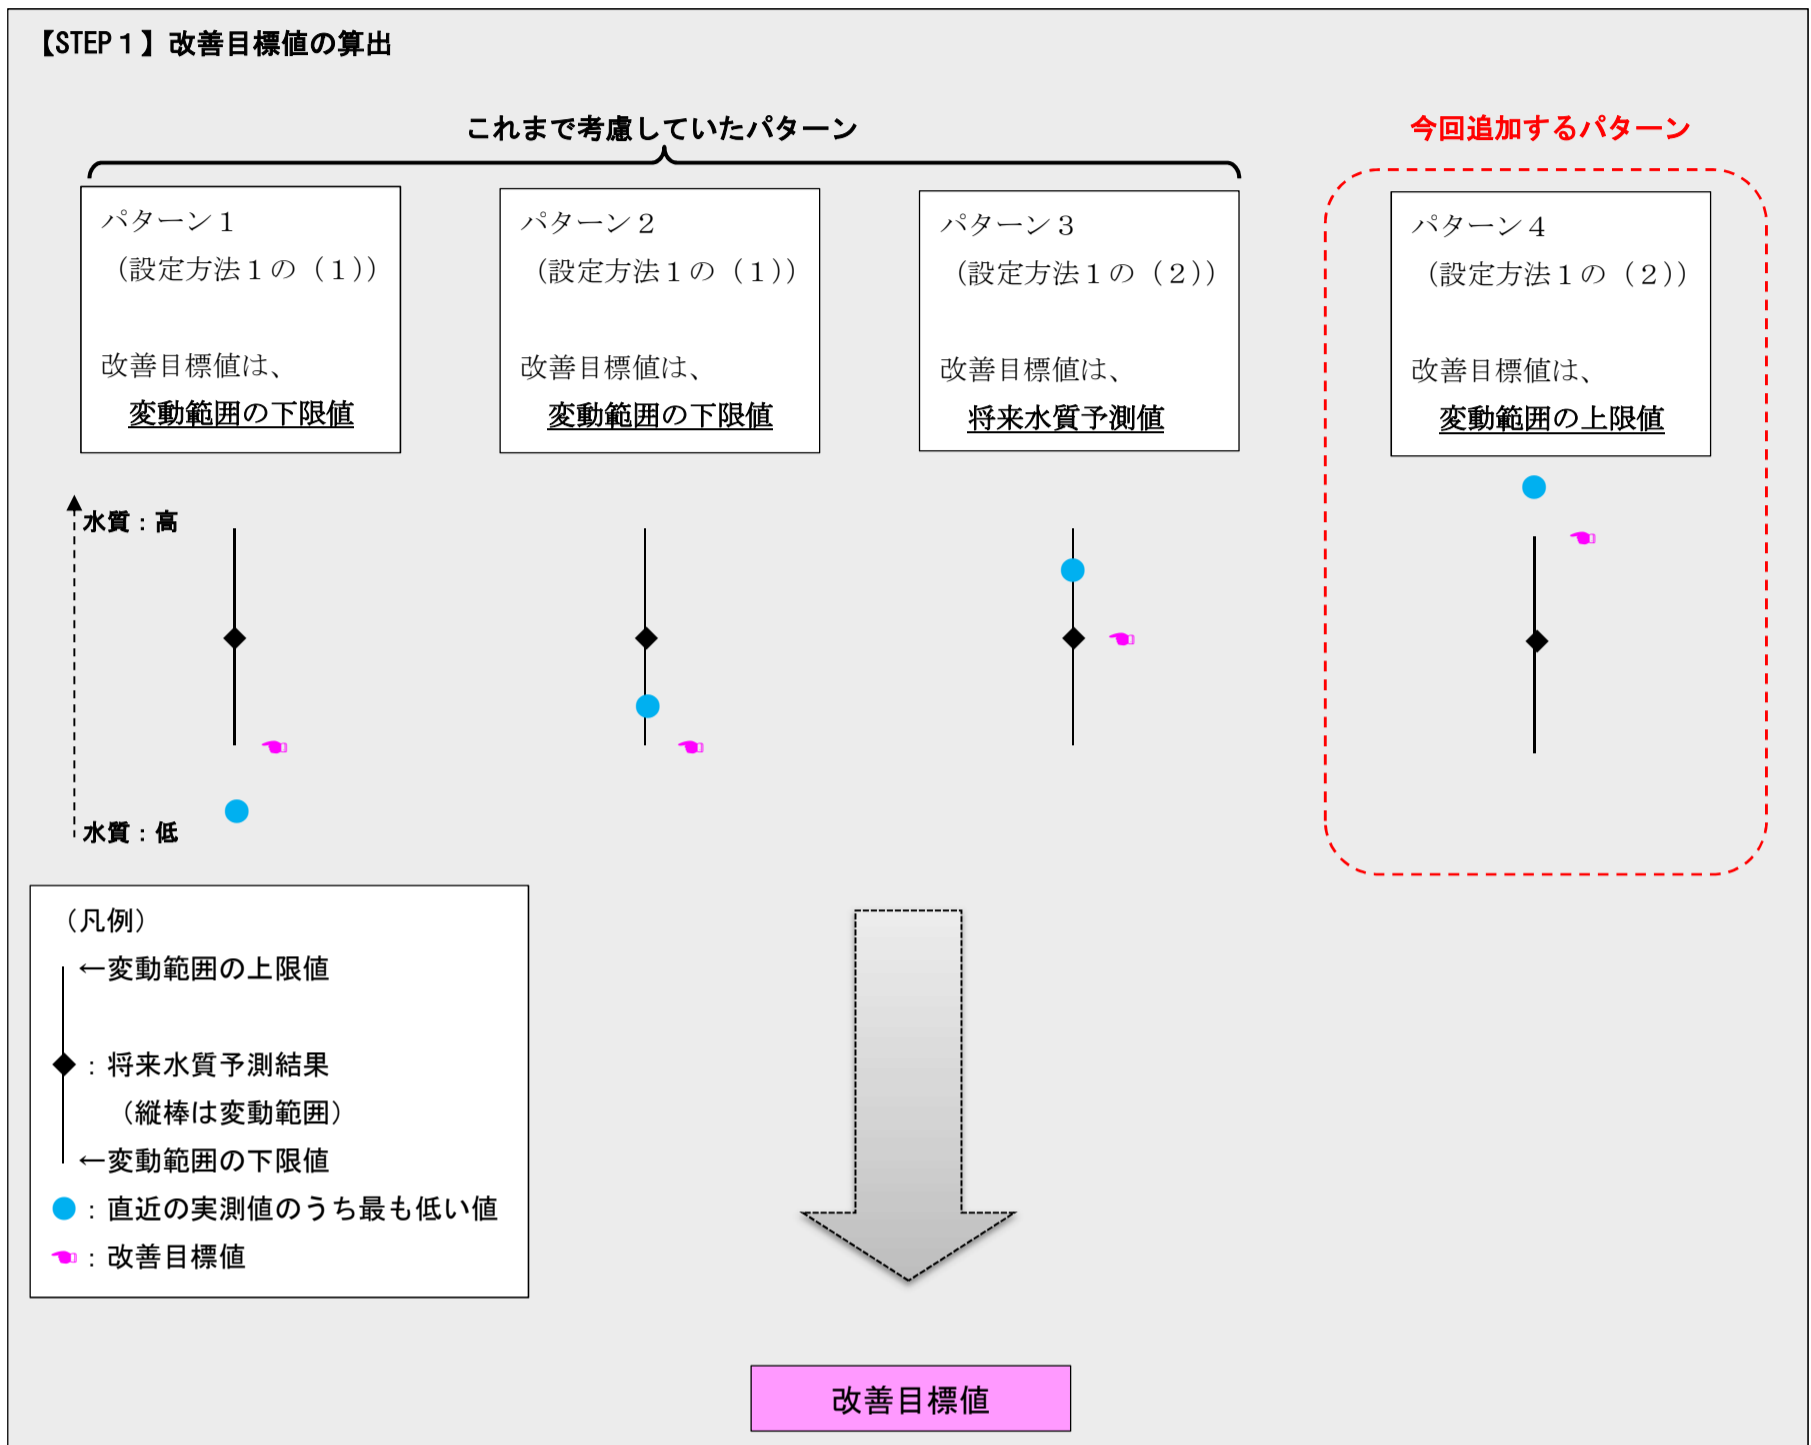 【STEP１】改善目標値の算出
これまで考慮していたパターン
今回追加するパターン
パターン１
（設定方法１の（１））
改善目標値は、
変動範囲の下限値
パターン２
（設定方法１の（１））
改善目標値は、
変動範囲の下限値
パターン３
（設定方法１の（２））
改善目標値は、
将来水質予測値
パターン４
（設定方法１の（２））
改善目標値は、
変動範囲の上限値
水質：高
水質：低
（凡例）
←変動範囲の上限値
：将来水質予測結果
（縦棒は変動範囲）
←変動範囲の下限値
：直近の実測値のうち最も低い値
：改善目標値
改善目標値